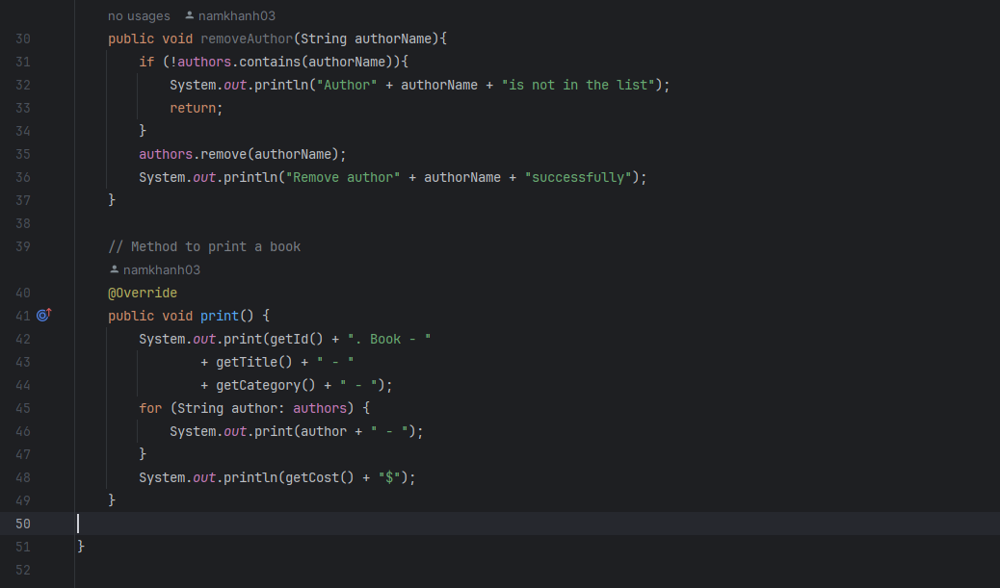 no usages namkhanh03
30 public void removeAuthor(String authorName){
31 if (!authors.contains(authorName)){
32 System.out.println("Author" + authorName + "is not in the list");
33 return;
34 }
35 authors.remove(authorName);
36 System.out.println("Remove author" + authorName + "successfully");
37 }
38
39 // Method to print a book
namkhanh03
40 @Override
41 public void print() {
42 System.out.print(getId() + ". Book - "
43 + getTitle() + " - "
44 + getCategory() + " - ");
45 for (String author: authors) {
46 System.out.print(author + " - ");
47 }
48 System.out.println(getCost() + "$");
49 }
50
51 }
52